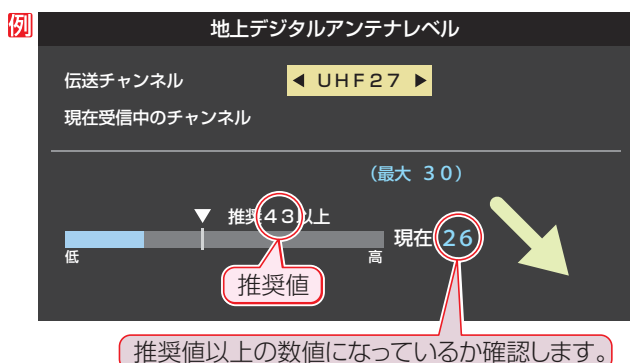 例
地上デジタルアンテナレベル
伝送チャンネル
◀ UHF27 ▶
現在受信中のチャンネル
(最大 30)
▼ 推奨43以上
現在 26
低 高
推奨値
推奨値以上の数値になっているか確認します。